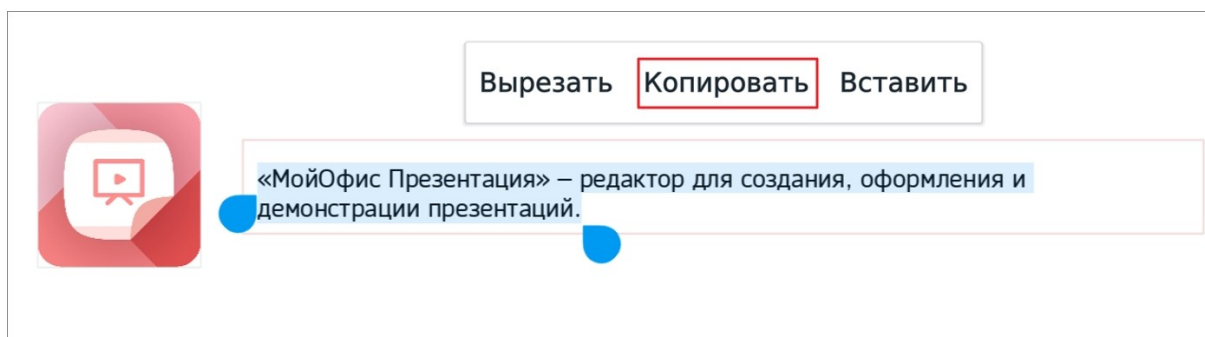 Вырезать Копировать Вставить
«МойОфис Презентация» – редактор для создания, оформления и
демонстрации презентаций.